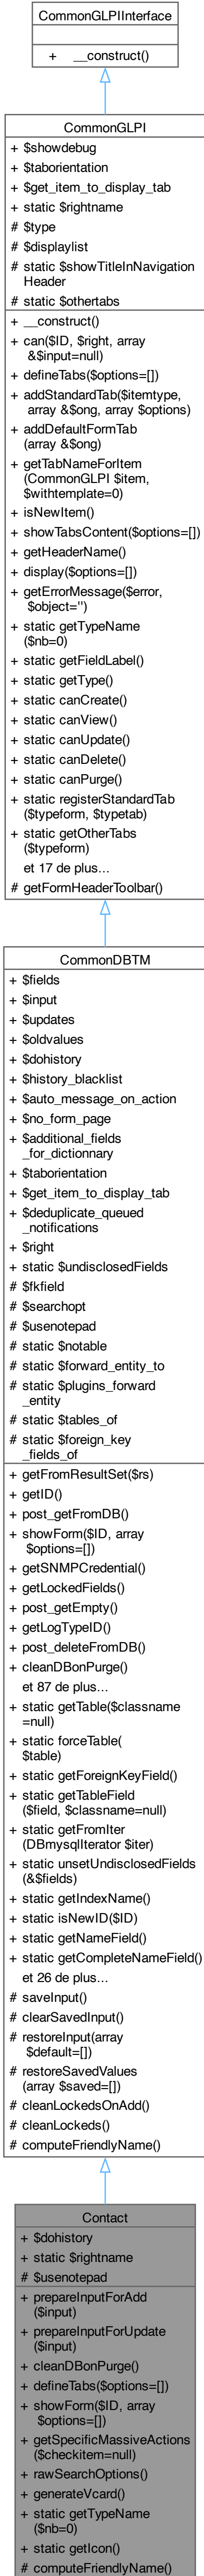 CommonGLPIInterface
+ __construct()
CommonGLPI
+ $showdebug
+ $taborientation
+ $get_item_to_display_tab
+ static $rightname
# $type
# $displaylist
# static $showTitleInNavigation
Header
# static $othertabs
+ __construct()
+ can($ID, $right, array
&$input=null)
+ defineTabs($options=[])
+ addStandardTab($itemtype,
array &$ong, array $options)
+ addDefaultFormTab
(array &$ong)
+ getTabNameForItem
(CommonGLPI $item,
$withtemplate=0)
+ isNewItem()
+ showTabsContent($options=[])
+ getHeaderName()
+ display($options=[])
+ getErrorMessage($error,
$object='')
+ static getTypeName
($nb=0)
+ static getFieldLabel()
+ static getType()
+ static canCreate()
+ static canView()
+ static canUpdate()
+ static canDelete()
+ static canPurge()
+ static registerStandardTab
($typeform, $typetab)
+ static getOtherTabs
($typeform)
et 17 de plus...
# getFormHeaderToolbar()
CommonDBTM
+ $fields
+ $input
+ $updates
+ $oldvalues
+ $dohistory
+ $history_blacklist
+ $auto_message_on_action
+ $no_form_page
+ $additional_fields
_for_dictionnary
+ $taborientation
+ $get_item_to_display_tab
+ $deduplicate_queued
_notifications
+ $right
+ static $undisclosedFields
# $fkfield
# $searchopt
# $usenotepad
# static $notable
# static $forward_entity_to
# static $plugins_forward
_entity
# static $tables_of
# static $foreign_key
_fields_of
+ getFromResultSet($rs)
+ getID()
+ post_getFromDB()
+ showForm($ID, array
$options=[])
+ getSNMPCredential()
+ getLockedFields()
+ post_getEmpty()
+ getLogTypeID()
+ post_deleteFromDB()
+ cleanDBonPurge()
et 87 de plus...
+ static getTable($classname
=null)
+ static forceTable(
$table)
+ static getForeignKeyField()
+ static getTableField
($field, $classname=null)
+ static getFromIter
(DBmysqlIterator $iter)
+ static unsetUndisclosedFields
(&$fields)
+ static getIndexName()
+ static isNewID($ID)
+ static getNameField()
+ static getCompleteNameField()
et 26 de plus...
# saveInput()
# clearSavedInput()
# restoreInput(array
$default=[])
# restoreSavedValues
(array $saved=[])
# cleanLockedsOnAdd()
# cleanLockeds()
# computeFriendlyName()
Contact
+ $dohistory
+ static $rightname
# $usenotepad
+ prepareInputForAdd
($input)
+ prepareInputForUpdate
($input)
+ cleanDBonPurge()
+ defineTabs($options=[])
+ showForm($ID, array
$options=[])
+ getSpecificMassiveActions
($checkitem=null)
+ rawSearchOptions()
+ generateVcard()
+ static getTypeName
($nb=0)
+ static getIcon()
# computeFriendlyName()